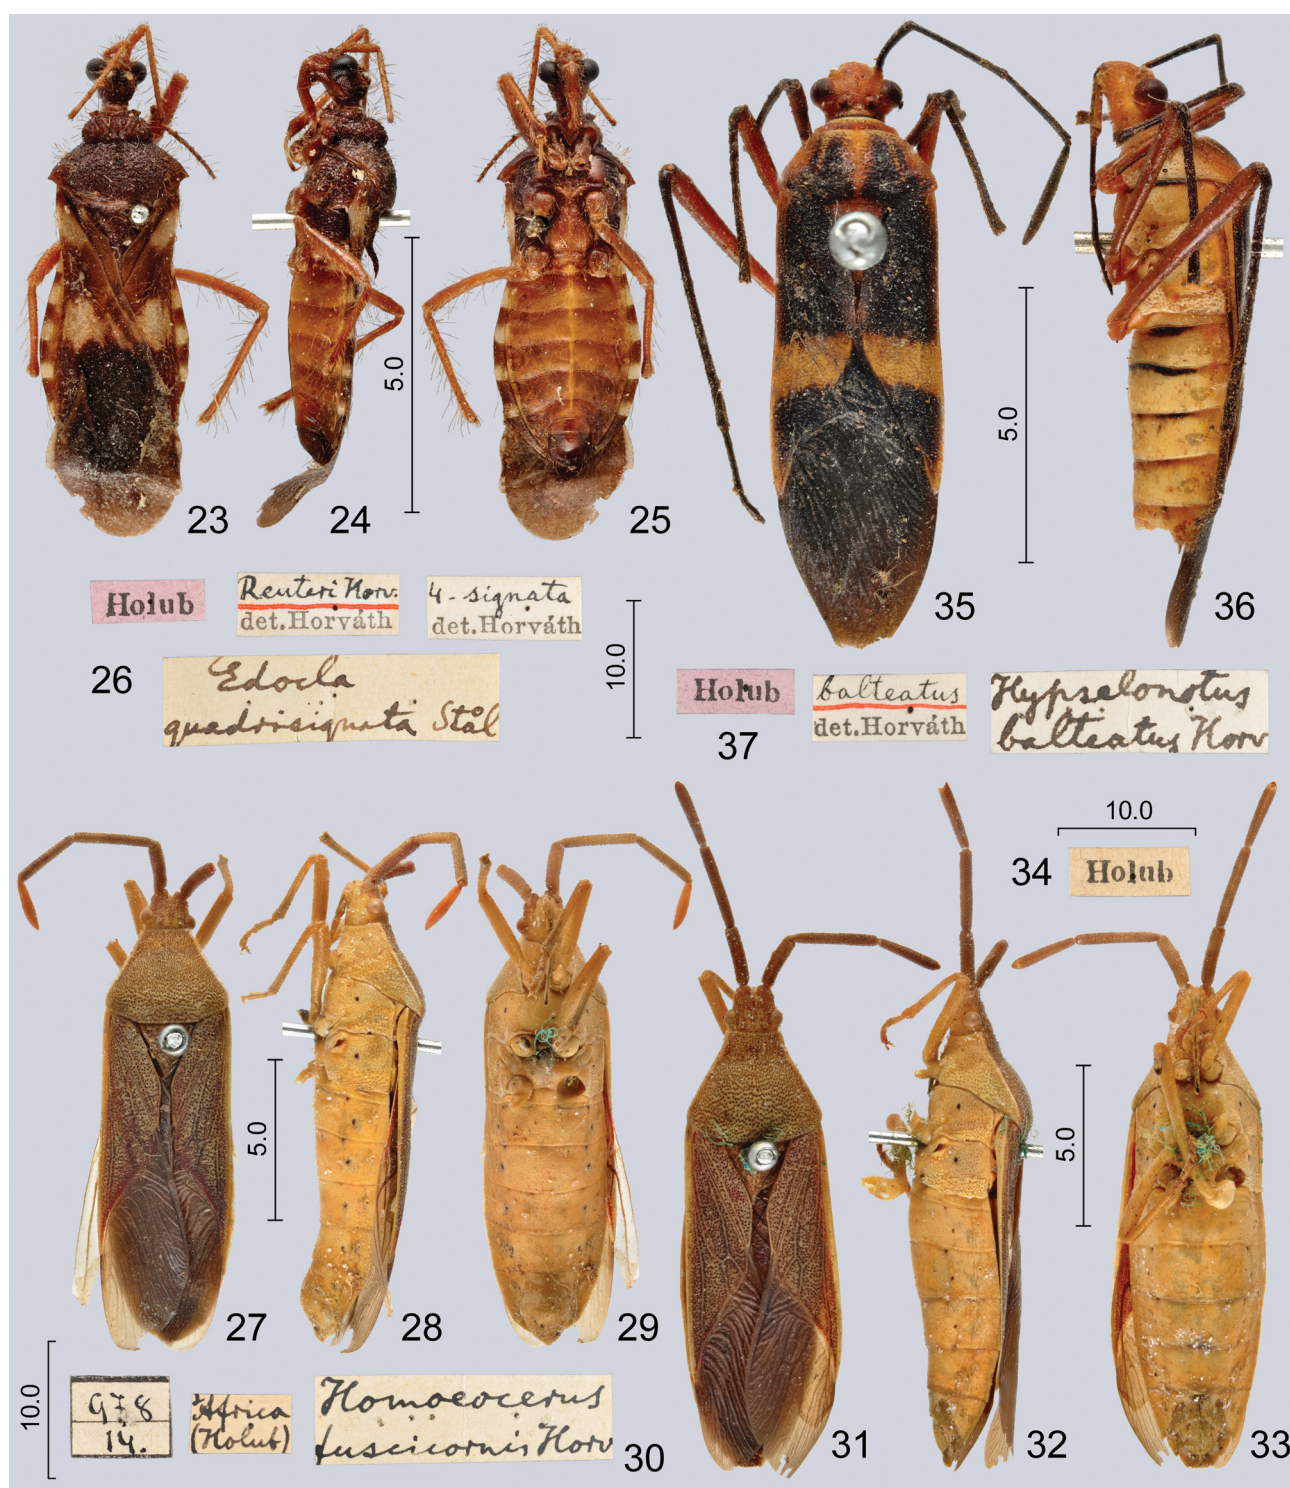 5.0
23
24
25
Holub
Reuteri Horv.
det.Horváth
4-signata
det.Horváth
26
Edocla
quadrisignata Stål
10.0
5.0
35
36
Holub
balteatus
det.Horváth
Hypselonotus
balteatus Horv
37
10.0
34
Holub
5.0
27
28
29
10.0
978
14.
Africa
(Holub)
Homoeocerus
fuscicornis Horv
30
5.0
31
32
33